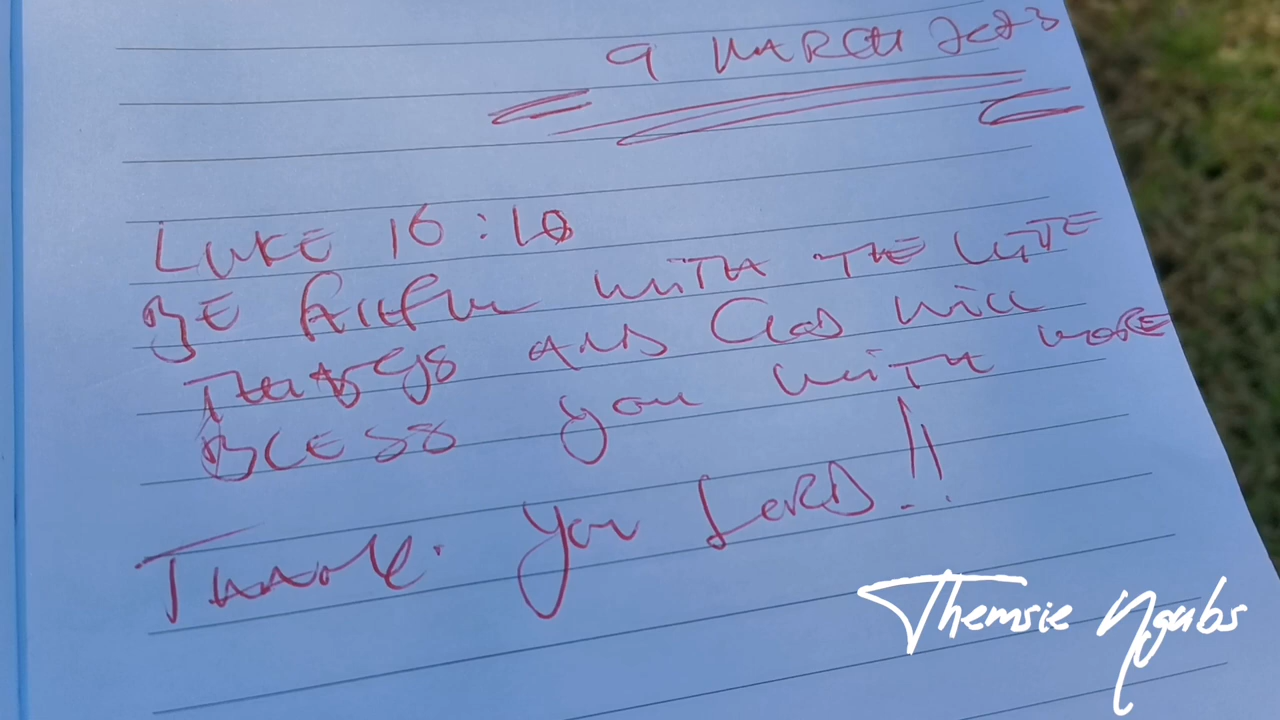 9 MARCH 2023
LUKE 16:10
BE faithful WITH THE LITTE
THINGS AND GOD WILL
BLESS you WITH MORE
THANK you LORD!!
Themsie Ngubs